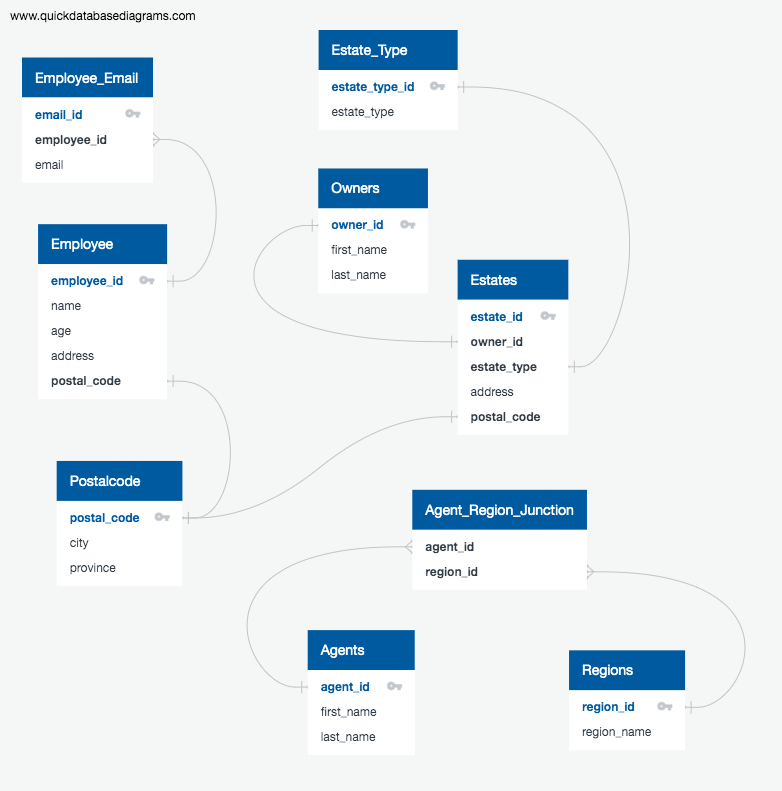 www.quickdatabasediagrams.com
Estate_Type
estate_type_id
estate_type
Employee_Email
email_id
employee_id
email
Owners
owner_id
first_name
last_name
Employee
employee_id
name
age
address
postal_code
Estates
estate_id
owner_id
estate_type
address
postal_code
Postalcode
postal_code
city
province
Agent_Region_Junction
agent_id
region_id
Agents
agent_id
first_name
last_name
Regions
region_id
region_name